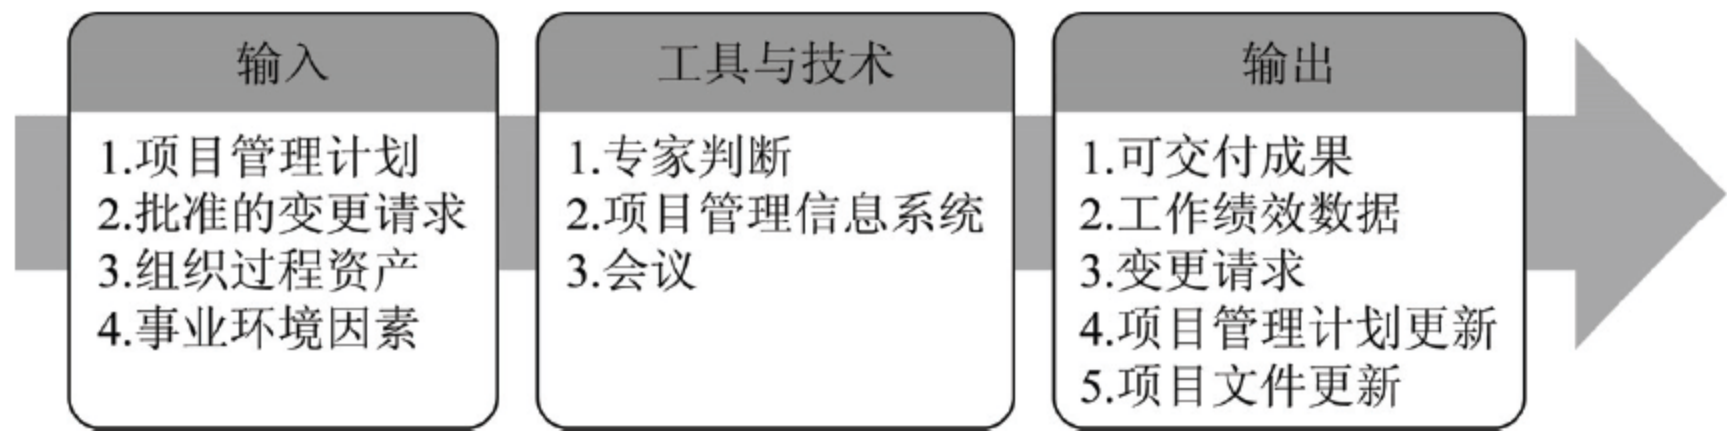 输入
1.项目管理计划
2.批准的变更请求
3.组织过程资产
4.事业环境因素
工具与技术
1.专家判断
2.项目管理信息系统
3.会议
输出
1.可交付成果
2.工作绩效数据
3.变更请求
4.项目管理计划更新
5.项目文件更新